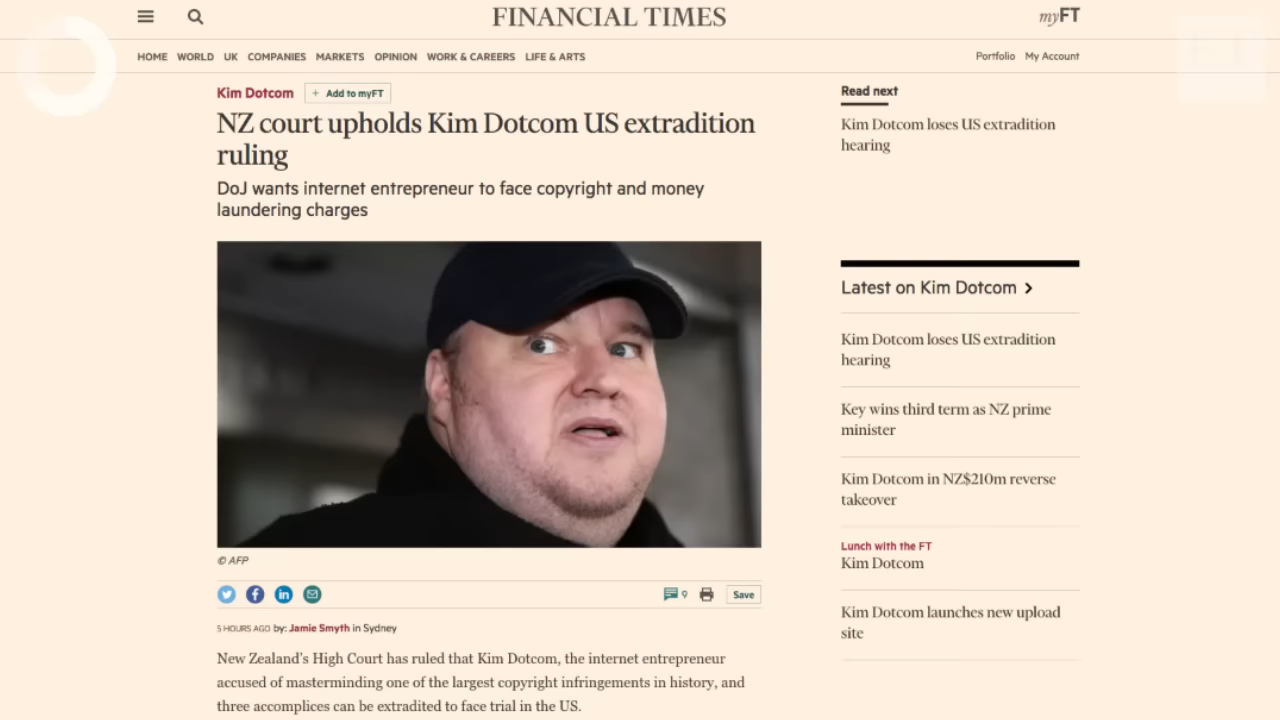 FINANCIAL TIMES
myFT
HOME WORLD UK COMPANIES MARKETS OPINION WORK & CAREERS LIFE & ARTS
Portfolio My Account
Kim Dotcom
+ Add to myFT
NZ court upholds Kim Dotcom US extradition
ruling
DoJ wants internet entrepreneur to face copyright and money
laundering charges
© AFP
9
Save
5 HOURS AGO by: Jamie Smyth in Sydney
New Zealand's High Court has ruled that Kim Dotcom, the internet entrepreneur
accused of masterminding one of the largest copyright infringements in history, and
three accomplices can be extradited to face trial in the US.
Read next
Kim Dotcom loses US extradition
hearing
Latest on Kim Dotcom
Kim Dotcom loses US extradition
hearing
Key wins third term as NZ prime
minister
Kim Dotcom in NZ$210m reverse
takeover
Lunch with the FT
Kim Dotcom
Kim Dotcom launches new upload
site